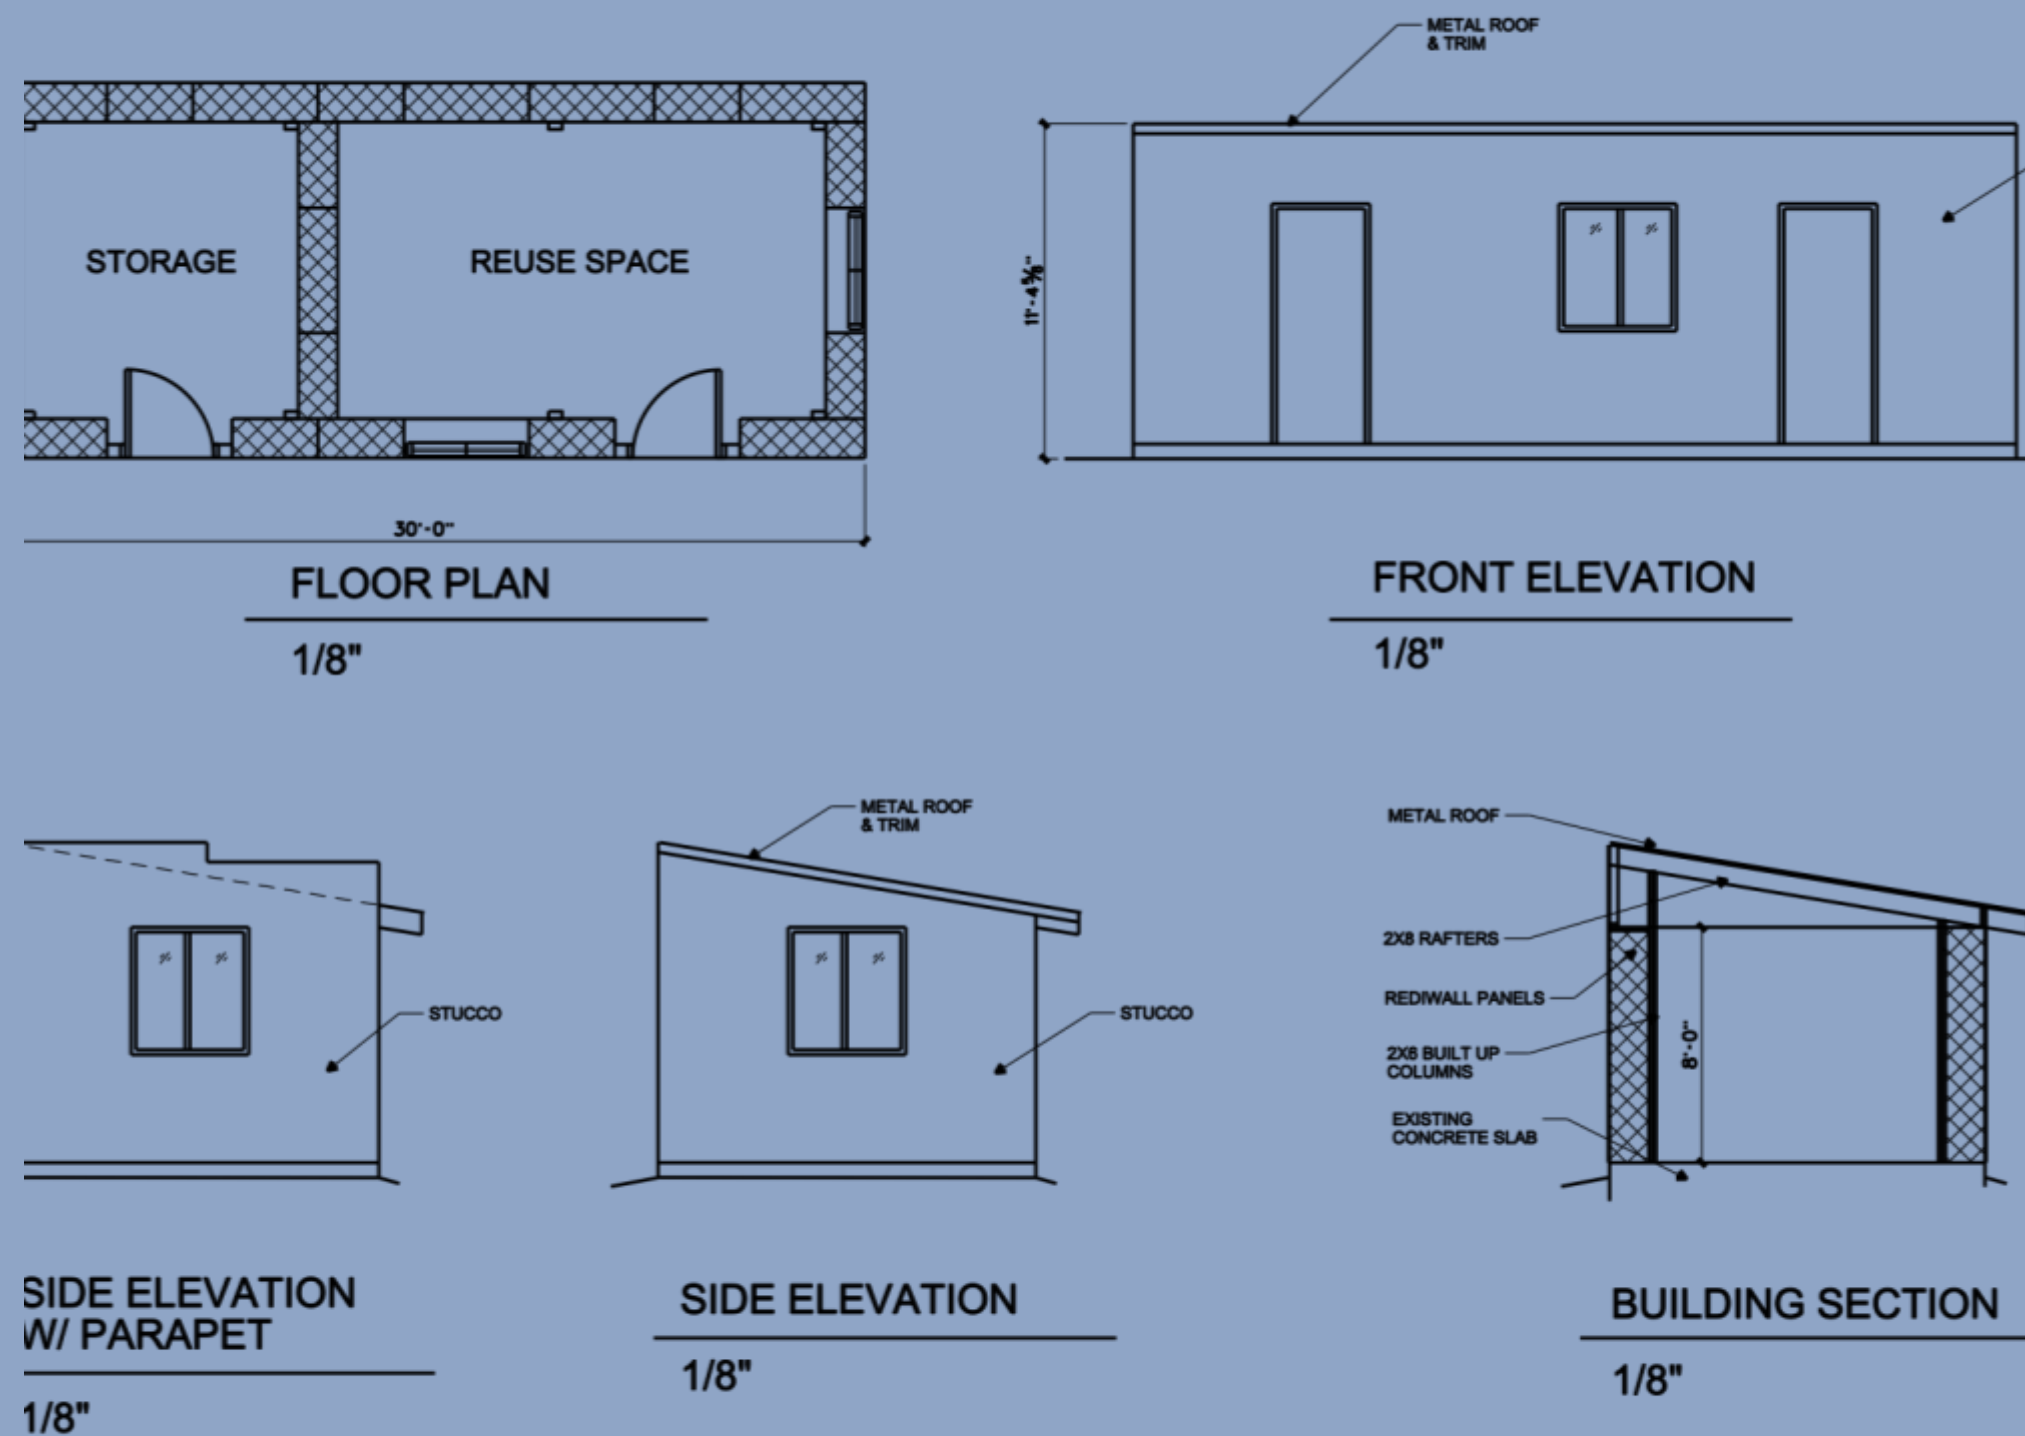 METAL ROOF
& TRIM
STORAGE
REUSE SPACE
11'-4⅝"
30'-0"
FLOOR PLAN
1/8"
FRONT ELEVATION
1/8"
METAL ROOF
& TRIM
STUCCO
STUCCO
METAL ROOF
2X8 RAFTERS
REDIWALL PANELS
2X6 BUILT UP
COLUMNS
8'-0"
EXISTING
CONCRETE SLAB
SIDE ELEVATION
W/ PARAPET
1/8"
SIDE ELEVATION
1/8"
BUILDING SECTION
1/8"